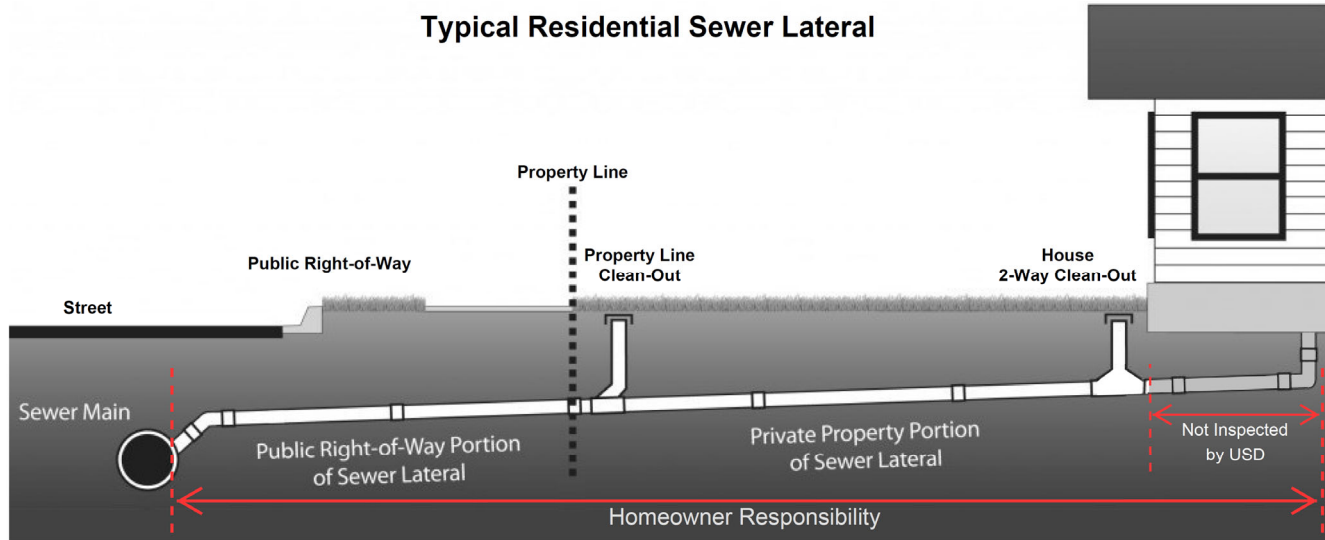 Typical Residential Sewer Lateral
Property Line
Public Right-of-Way
Property Line
Clean-Out
House
2-Way Clean-Out
Street
Sewer Main
Public Right-of-Way Portion
of Sewer Lateral
Private Property Portion
of Sewer Lateral
Not Inspected
by USD
Homeowner Responsibility